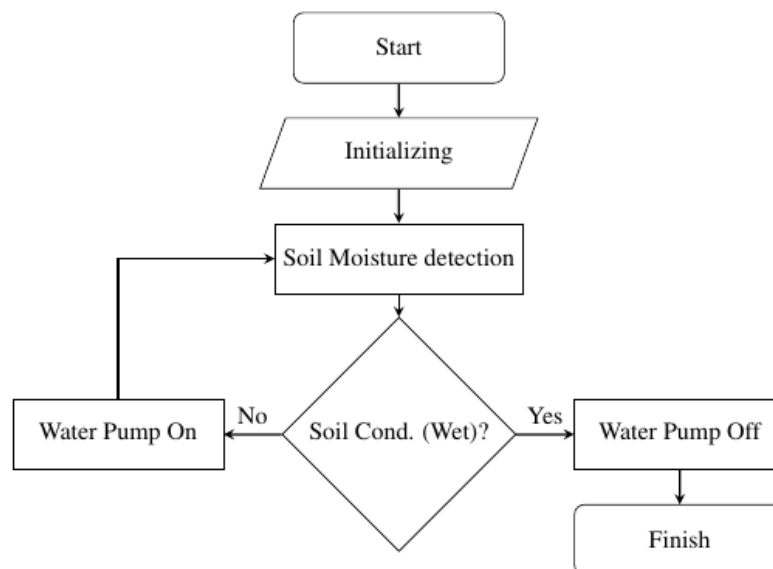 Start
Initializing
Soil Moisture detection
Water Pump On
No
Soil Cond. (Wet)?
Yes
Water Pump Off
Finish